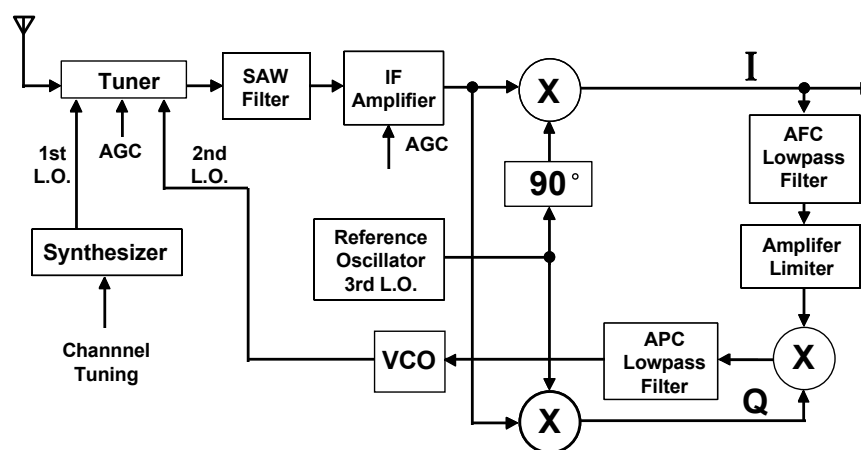 Tuner
SAW
Filter
IF
Amplifier
X
I
1st
L.O.
AGC
2nd
L.O.
AGC
90°
AFC
Lowpass
Filter
Synthesizer
Reference
Oscillator
3rd L.O.
Amplifer
Limiter
Channnel
Tuning
VCO
APC
Lowpass
Filter
X
X
Q